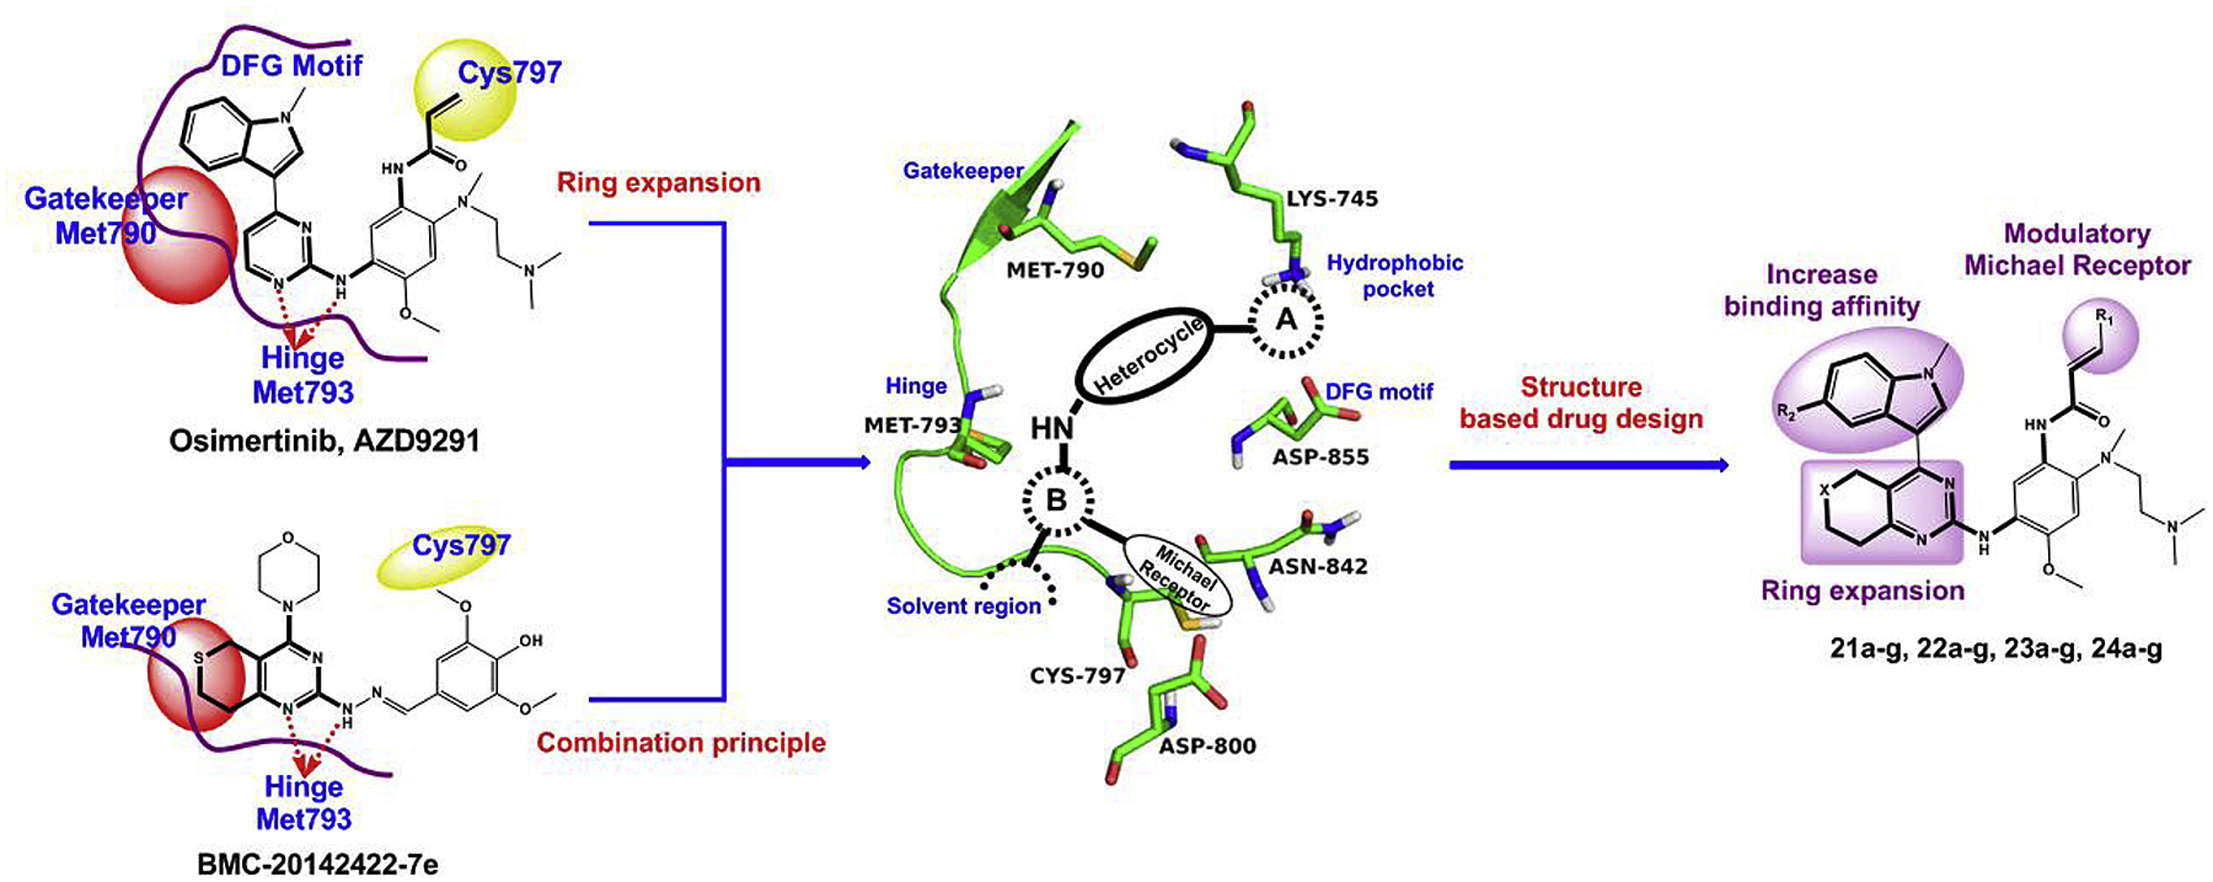 DFG Motif
Cys797
N
HN
O
Gatekeeper
Met790
N
N
N
N
H
N
O
Hinge
Met793
Osimertinib, AZD9291
Ring expansion
O
N
Cys797
Gatekeeper
Met790
S
N
N
N
H
N
O
OH
O
Hinge
Met793
BMC-20142422-7e
Combination principle
Gatekeeper
MET-790
LYS-745
Hydrophobic
pocket
A
Heterocycle
Hinge
MET-793
HN
DFG motif
ASP-855
B
Michael
Receptor
ASN-842
Solvent region
CYS-797
ASP-800
Structure
based drug design
Modulatory
Michael Receptor
Increase
binding affinity
R1
R2
N
HN
O
X
N
N
N
H
N
N
O
Ring expansion
21a-g, 22a-g, 23a-g, 24a-g